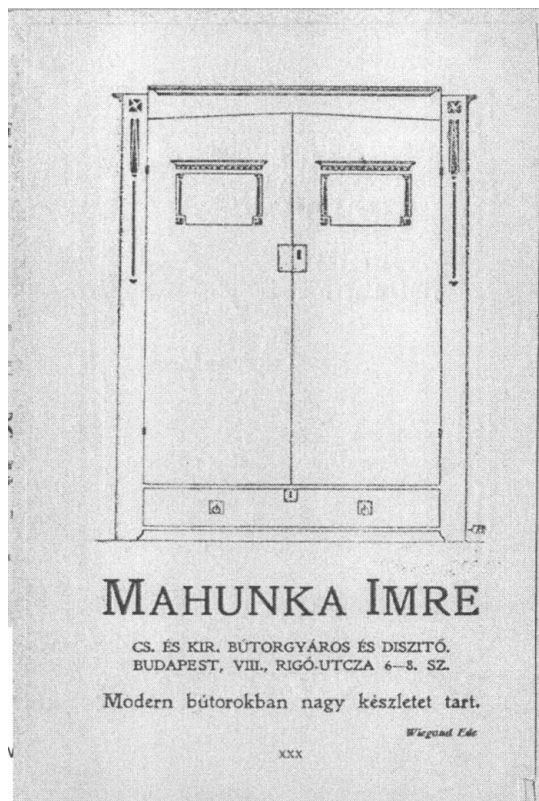 MAHUNKA IMRE
CS. ÉS KIR. BÚTORGYÁROS ÉS DISZITŐ.
BUDAPEST, VIII., RIGÓ-UTCZA 6—8. SZ.
Modern bútorokban nagy készletet tart.
Wiegand Ede
XXX